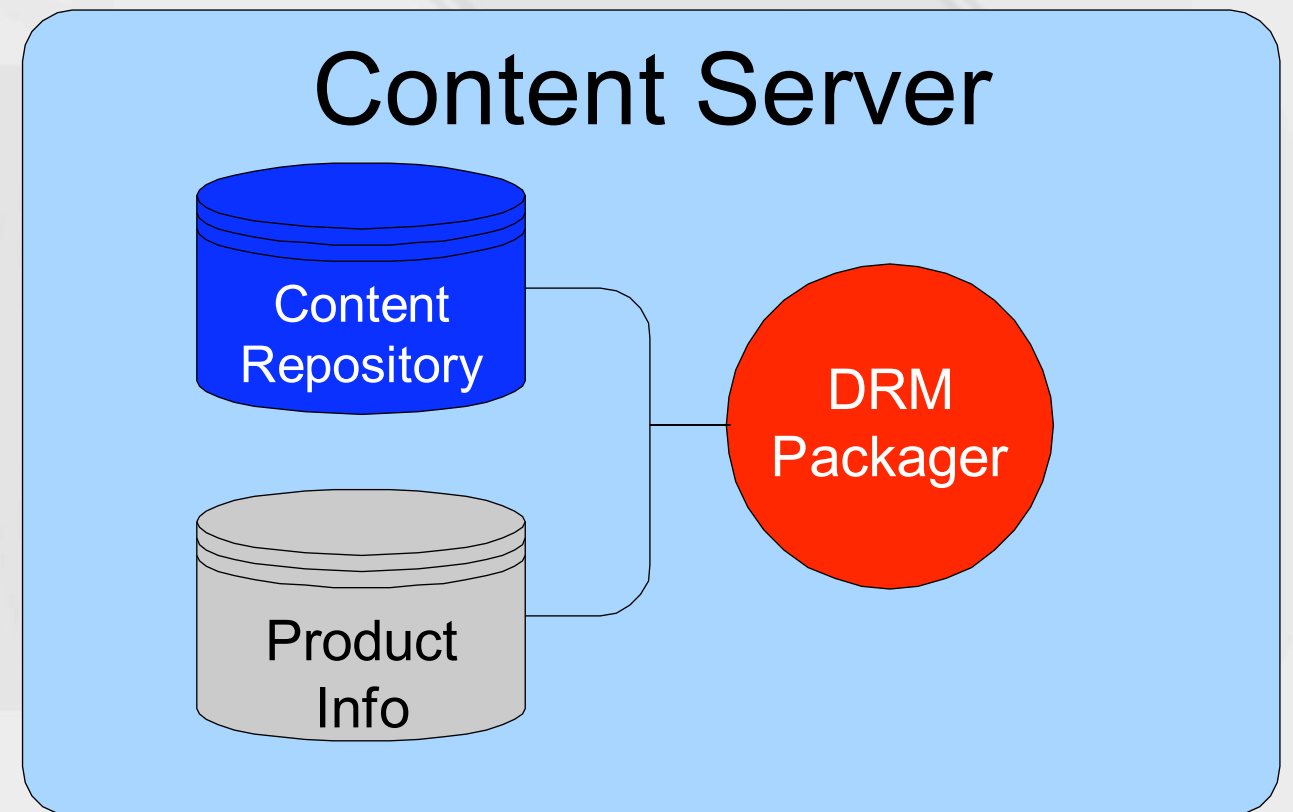 Content Server
Content
Repository
DRM
Packager
Product
Info